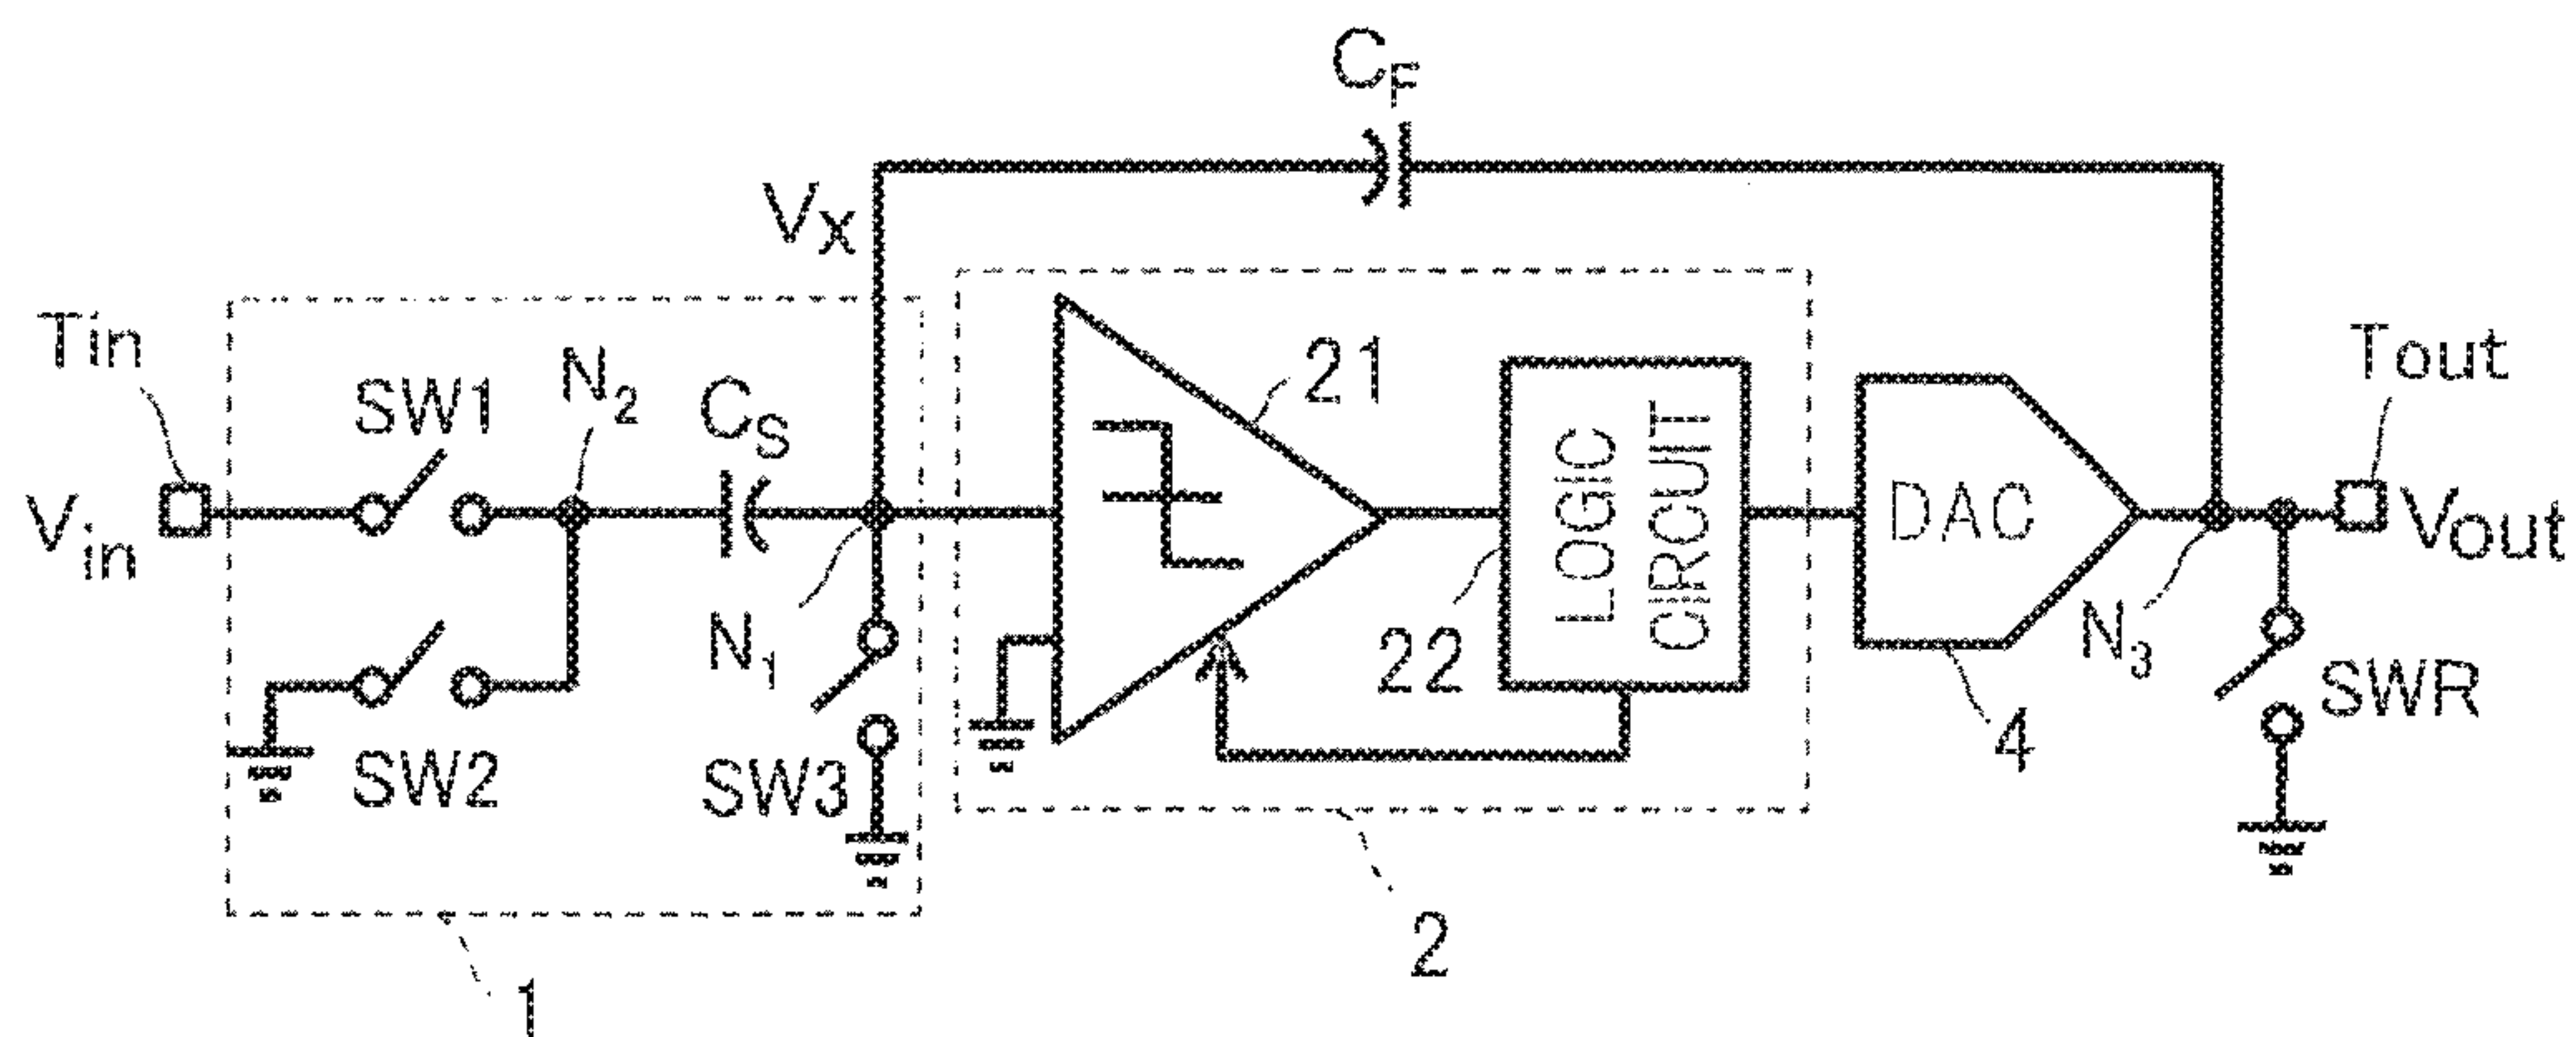 C_F
V_X
Tin
SW1
N_2
C_S
21
LOGIC
CIRCUIT
Tout
V_in
DAC
V_out
SW2
N_1
SW3
22
N_3
SWR
4
2
1